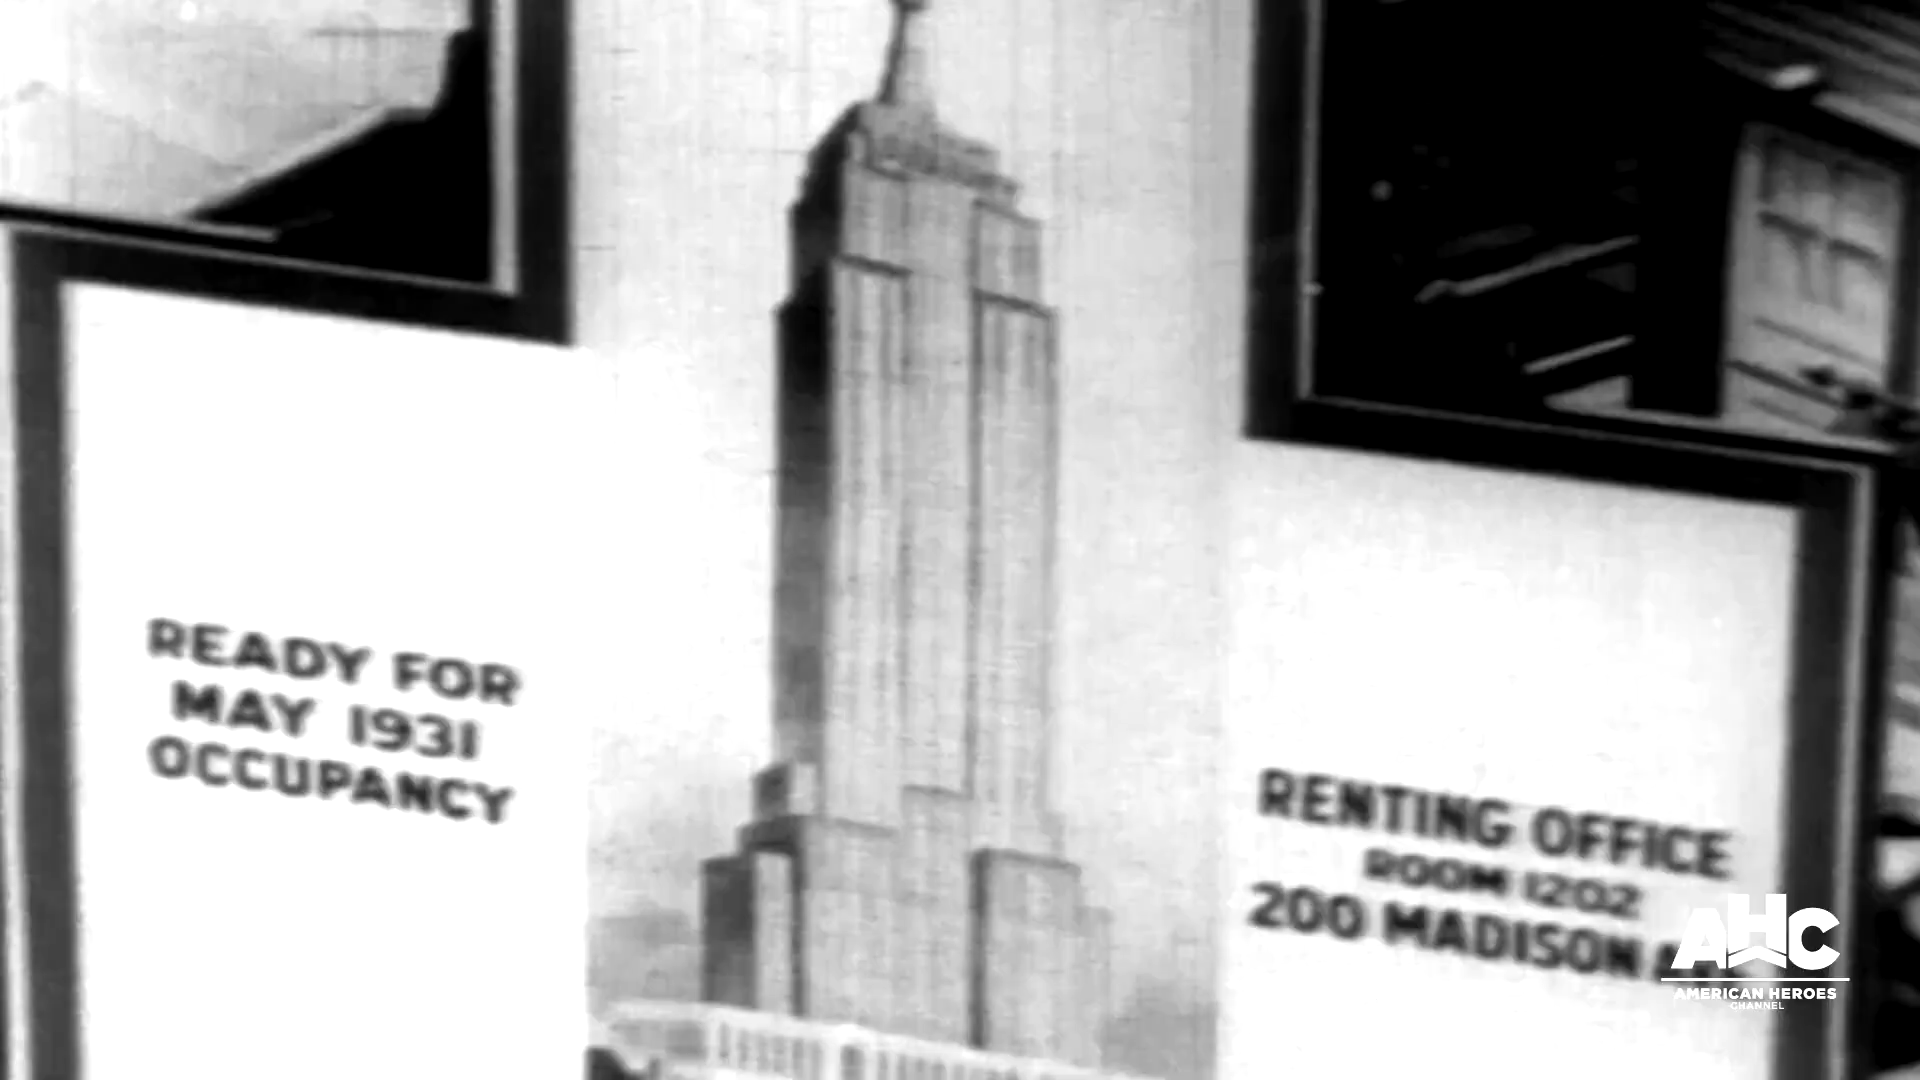 READY FOR
MAY 1931
OCCUPANCY
RENTING OFFICE
ROOM 1202
200 MADISON
AHC
AMERICAN HEROES
CHANNEL